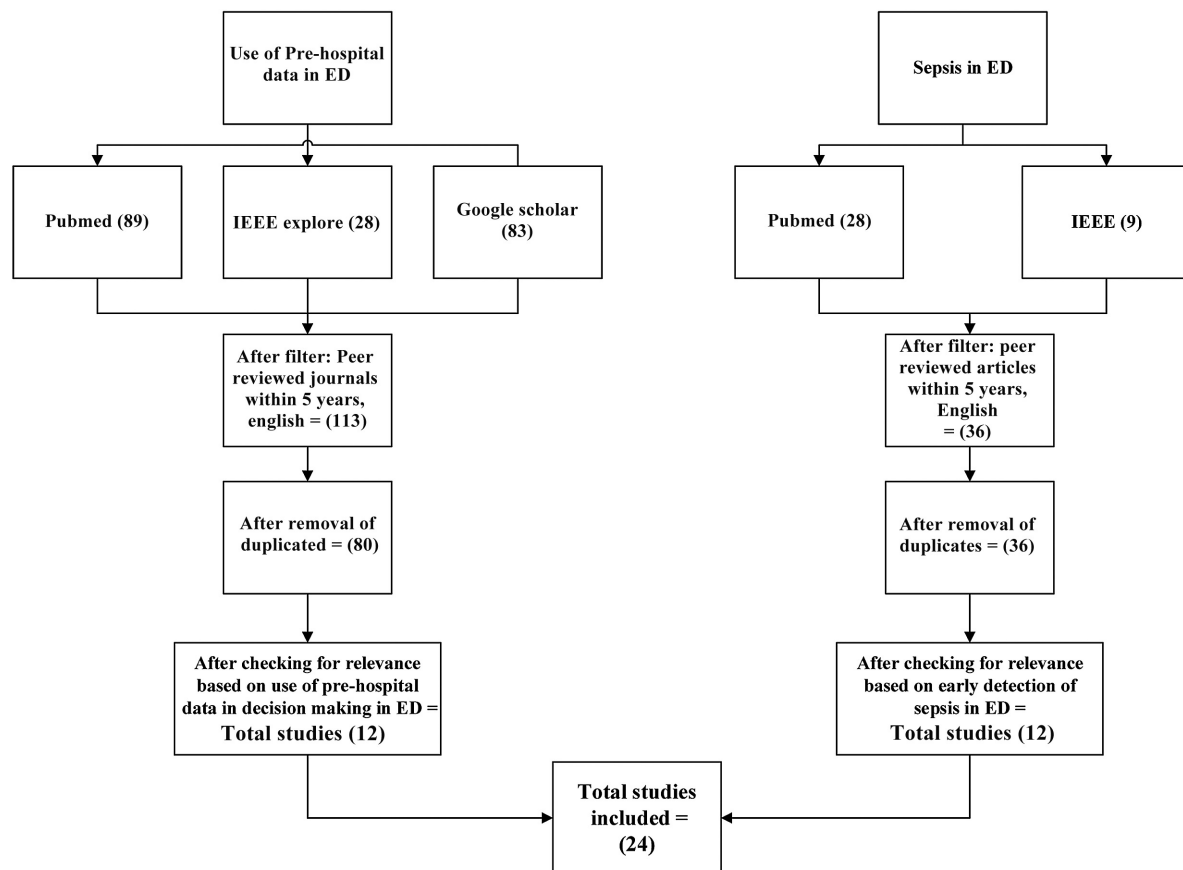 Use of Pre-hospital
data in ED
Sepsis in ED
Pubmed (89)
IEEE explore (28)
Google scholar
(83)
Pubmed (28)
IEEE (9)
After filter: Peer
reviewed journals
within 5 years,
english = (113)
After filter: peer
reviewed articles
within 5 years,
English
= (36)
After removal of
duplicated = (80)
After removal of
duplicates = (36)
After checking for relevance
based on use of pre-hospital
data in decision making in ED =
Total studies (12)
After checking for relevance
based on early detection of
sepsis in ED =
Total studies (12)
Total studies
included =
(24)